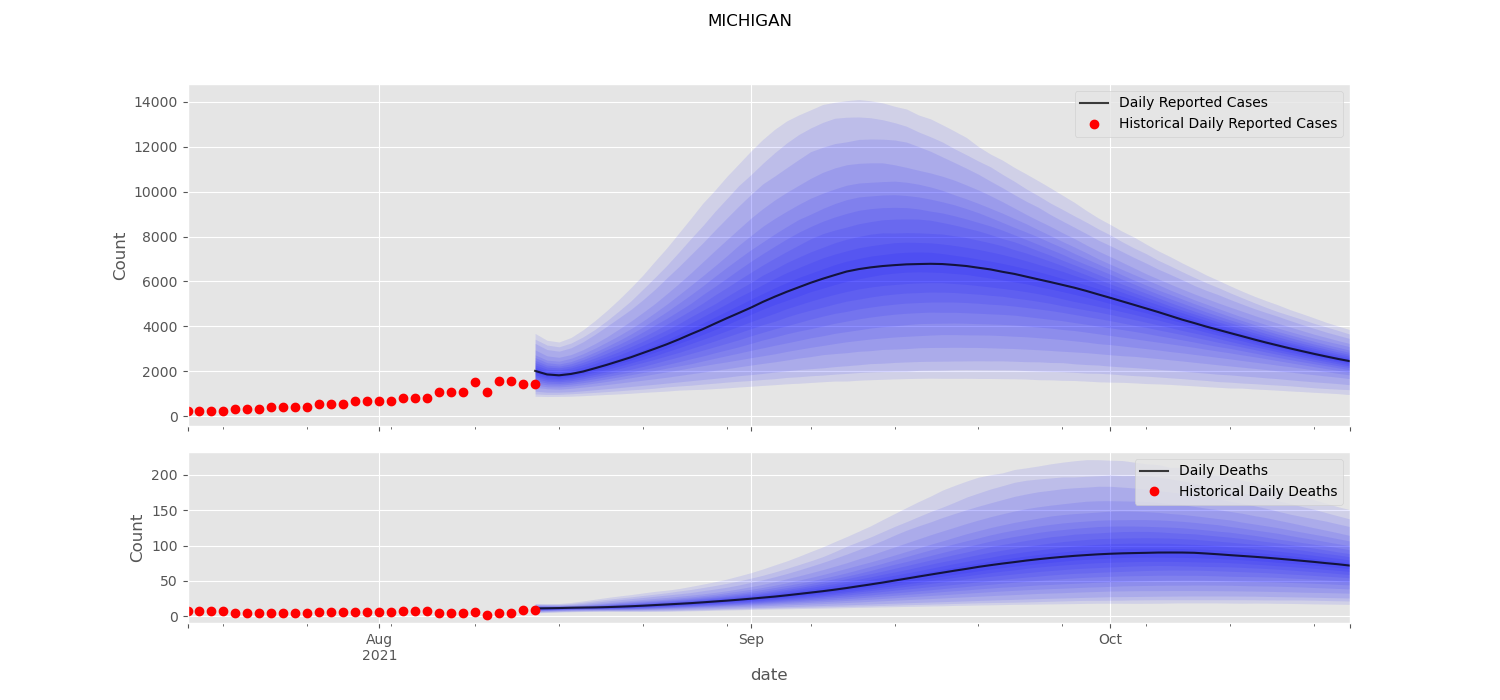 MICHIGAN
14000
12000
10000
8000
6000
4000
2000
0
Count
Daily Reported Cases
Historical Daily Reported Cases
200
150
100
50
0
Count
Daily Deaths
Historical Daily Deaths
Aug
2021
Sep
Oct
date